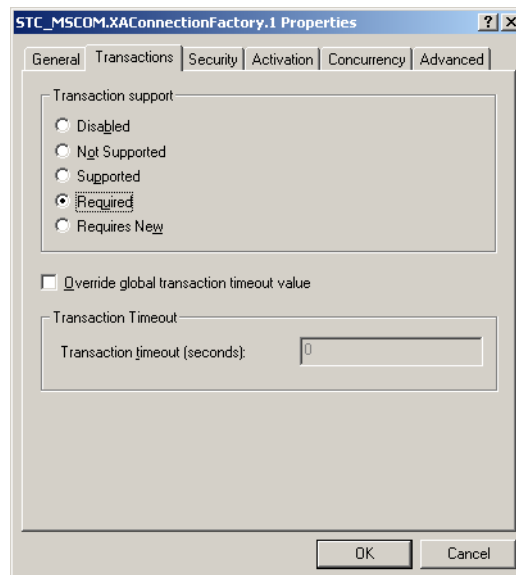 STC_MSCOM.XAConnectionFactory.1 Properties
General Transactions Security Activation Concurrency Advanced
Transaction support
Disabled
Not Supported
Supported
Required
Requires New
Override global transaction timeout value
Transaction Timeout
Transaction timeout (seconds): 0
OK Cancel